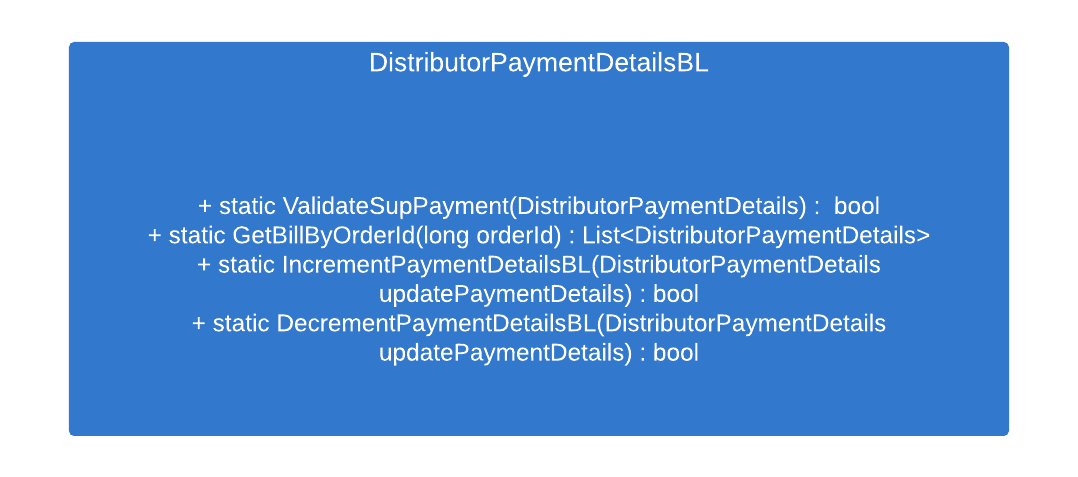 DistributorPaymentDetailsBL
+ static ValidateSupPayment(DistributorPaymentDetails) :  bool
+ static GetBillByOrderId(long orderId) : List<DistributorPaymentDetails>
+ static IncrementPaymentDetailsBL(DistributorPaymentDetails
updatePaymentDetails) : bool
+ static DecrementPaymentDetailsBL(DistributorPaymentDetails
updatePaymentDetails) : bool